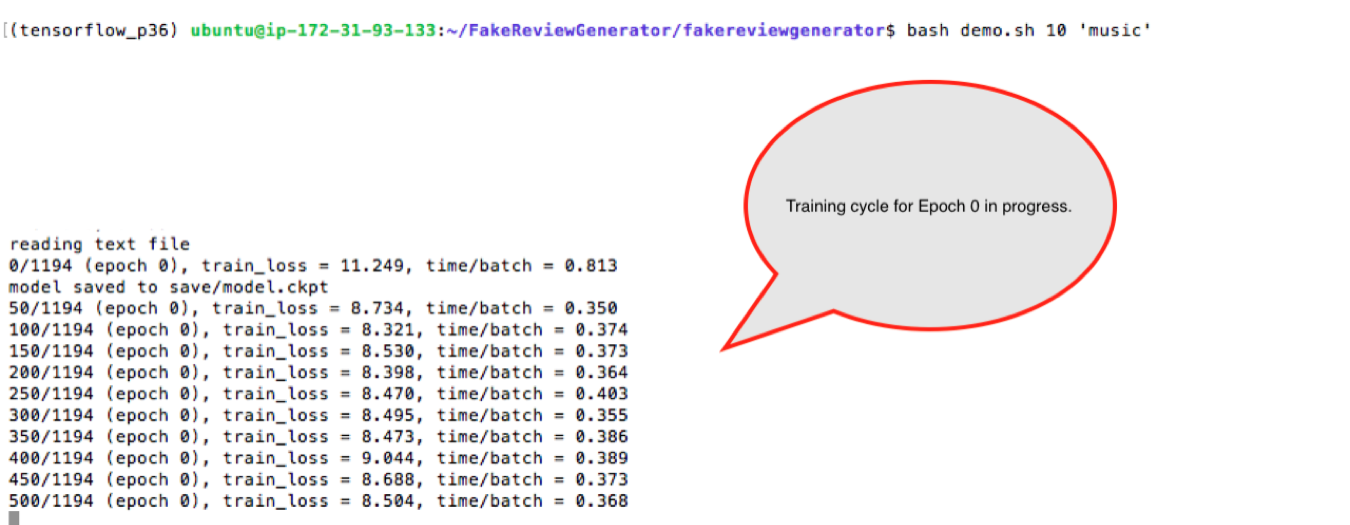 [(tensorflow_p36) ubuntu@ip-172-31-93-133:~/FakeReviewGenerator/fakereviewgenerator$ bash demo.sh 10 'music'
Training cycle for Epoch 0 in progress.
reading text file
0/1194 (epoch 0), train_loss = 11.249, time/batch = 0.813
model saved to save/model.ckpt
50/1194 (epoch 0), train_loss = 8.734, time/batch = 0.350
100/1194 (epoch 0), train_loss = 8.321, time/batch = 0.374
150/1194 (epoch 0), train_loss = 8.530, time/batch = 0.373
200/1194 (epoch 0), train_loss = 8.398, time/batch = 0.364
250/1194 (epoch 0), train_loss = 8.470, time/batch = 0.403
300/1194 (epoch 0), train_loss = 8.495, time/batch = 0.355
350/1194 (epoch 0), train_loss = 8.473, time/batch = 0.386
400/1194 (epoch 0), train_loss = 9.044, time/batch = 0.389
450/1194 (epoch 0), train_loss = 8.688, time/batch = 0.373
500/1194 (epoch 0), train_loss = 8.504, time/batch = 0.368